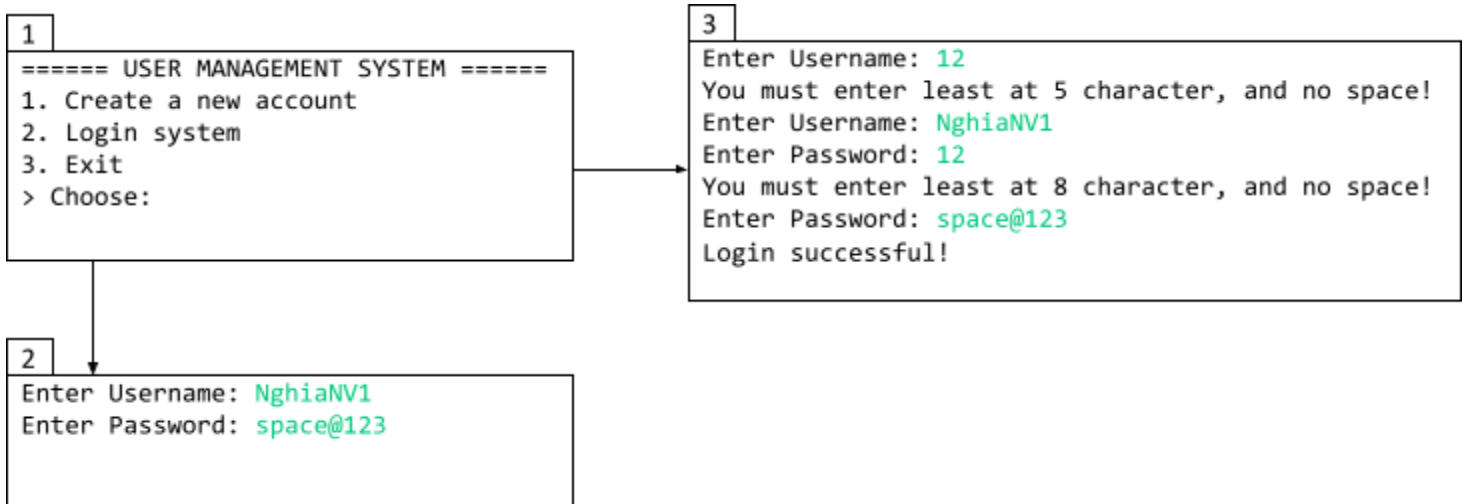 1
====== USER MANAGEMENT SYSTEM ======
1. Create a new account
2. Login system
3. Exit
> Choose:
3
Enter Username: 12
You must enter least at 5 character, and no space!
Enter Username: NghiaNV1
Enter Password: 12
You must enter least at 8 character, and no space!
Enter Password: space@123
Login successful!
2
Enter Username: NghiaNV1
Enter Password: space@123